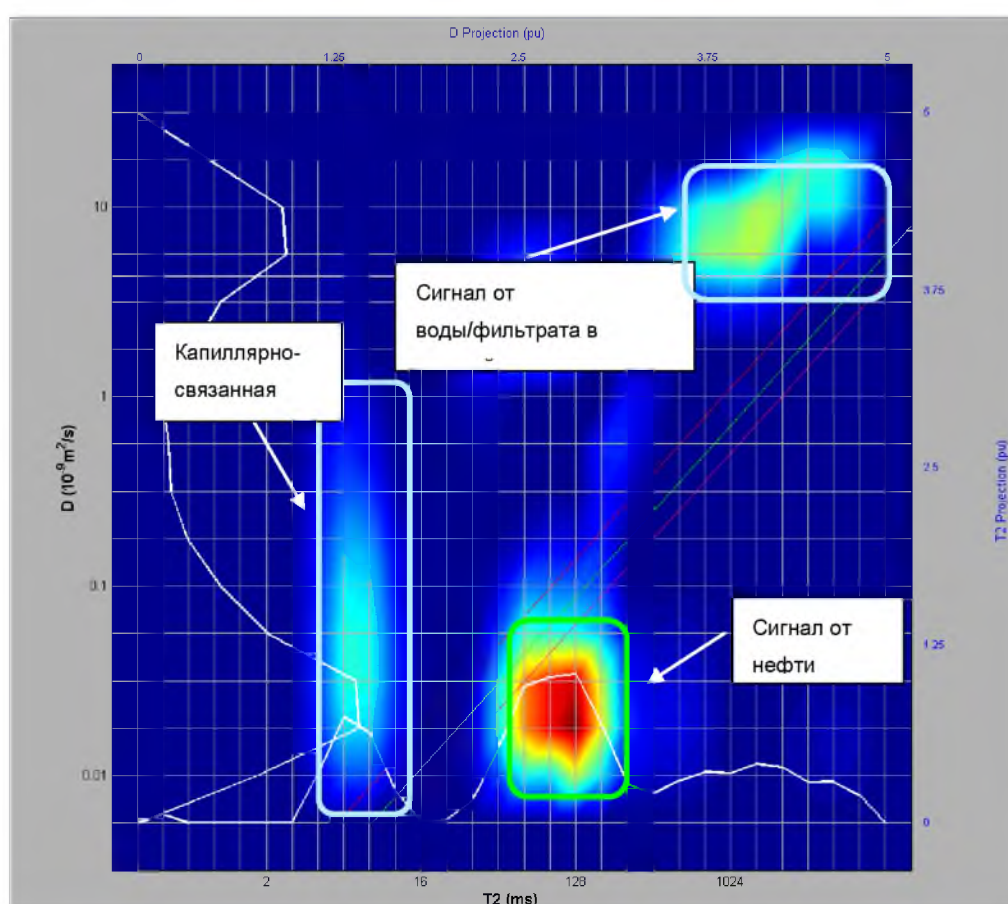 D Projection (pu)
0 1.25 2.5 3.75 5
5
10
3.75
Сигнал от
воды/фильтрата в
Капиллярно-
связанная
1
2.5
D (10⁻⁹m²/s)
T2 Projection (pu)
0.1
Сигнал от
нефти
1.25
0.01
0
2 16 128 1024
T2 (ms)